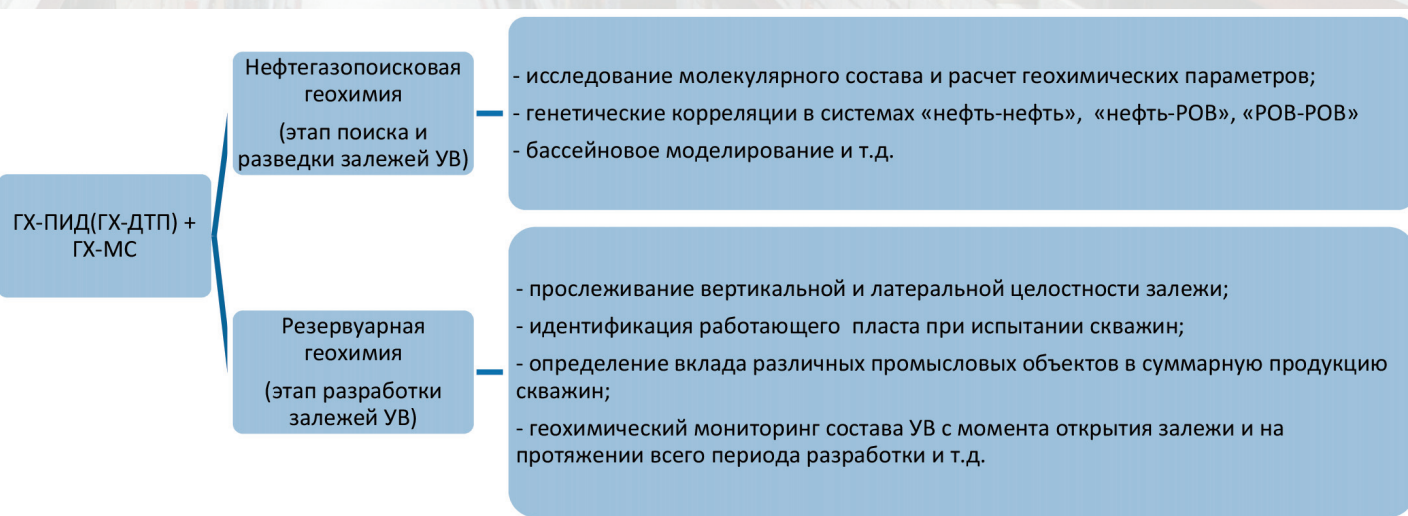 ГХ-ПИД(ГХ-ДТП) +
ГХ-МС
Нефтегазопоисковая
геохимия
(этап поиска и
разведки залежей УВ)
- исследование молекулярного состава и расчет геохимических параметров;
- генетические корреляции в системах «нефть-нефть», «нефть-РОВ», «РОВ-РОВ»
- бассейновое моделирование и т.д.
Резервуарная
геохимия
(этап разработки
залежей УВ)
- прослеживание вертикальной и латеральной целостности залежи;
- идентификация работающего пласта при испытании скважин;
- определение вклада различных промысловых объектов в суммарную продукцию
скважин;
- геохимический мониторинг состава УВ с момента открытия залежи и на
протяжении всего периода разработки и т.д.